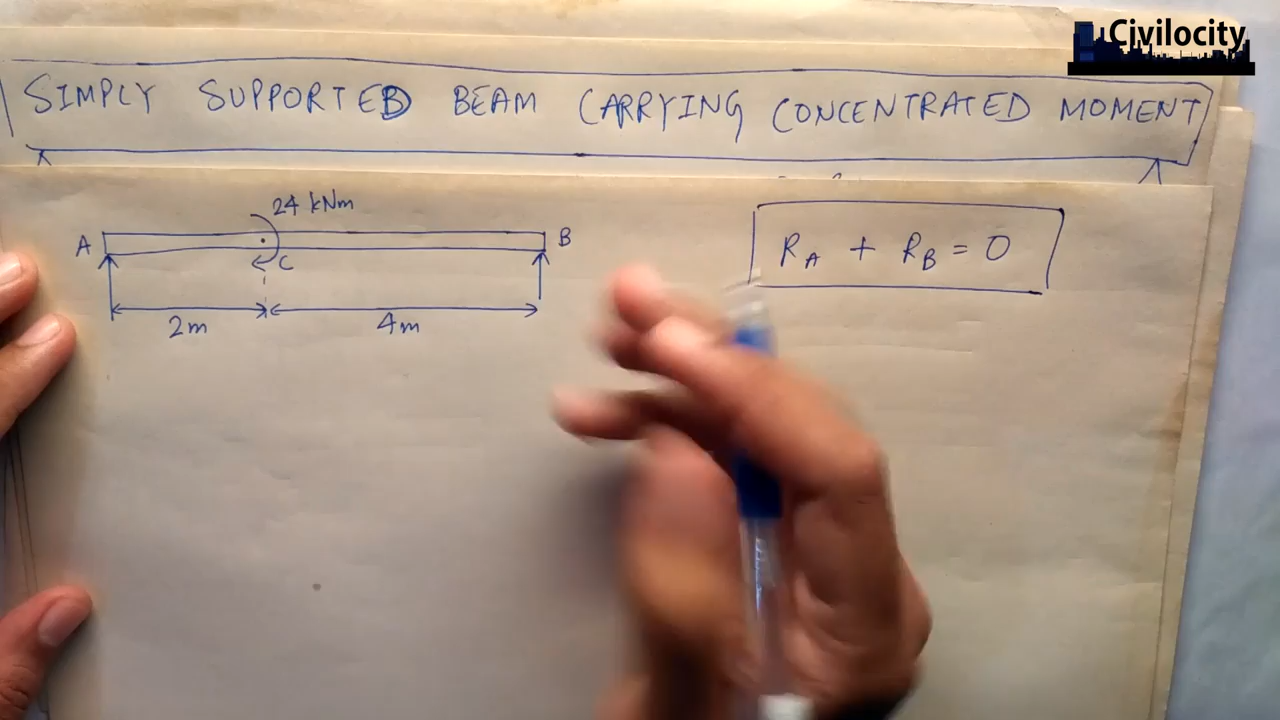 Civilocity
SIMPLY SUPPORTED BEAM CARRYING CONCENTRATED MOMENT
24 kNm
A
B
C
2m
4m
RA + RB = 0